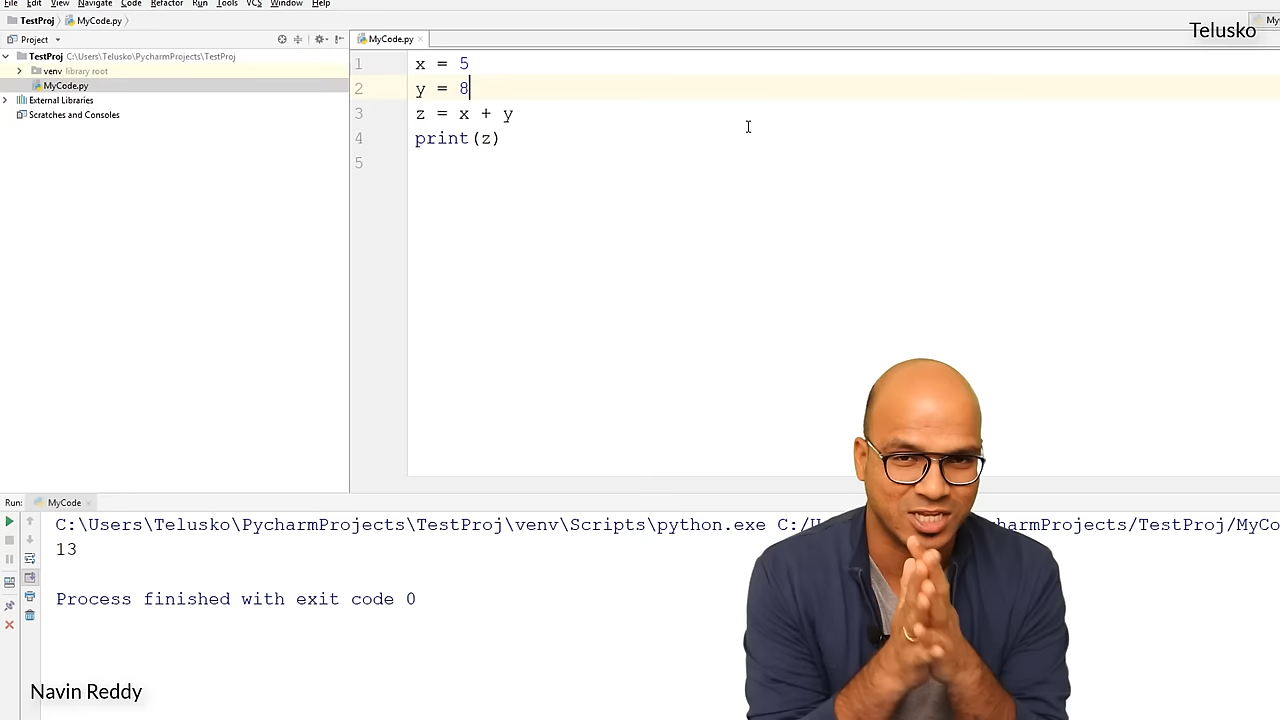 File Edit View Navigate Code Refactor Run Tools VCS Window Help
TestProj MyCode.py
Telusko
Project
MyCode.py
TestProj C:\Users\Telusko\PycharmProjects\TestProj
venv library root
MyCode.py
External Libraries
Scratches and Consoles
1 x = 5
2 y = 8
3 z = x + y
4 print(z)
5
Run: MyCode
C:\Users\Telusko\PycharmProjects\TestProj\venv\Scripts\python.exe C:/U harmProjects/TestProj/MyCo
13
Process finished with exit code 0
Navin Reddy